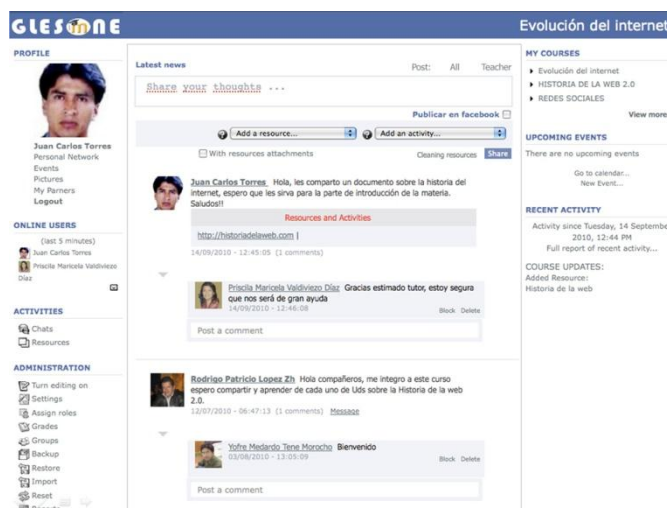 GLESONE
Evolución del internet
PROFILE
Juan Carlos Torres
Personal Network
Events
Pictures
My Parners
Logout
ONLINE USERS
(last 5 minutes)
Juan Carlos Torres
Priscila Maricela Valdiviezo
Díaz
ACTIVITIES
Chats
Resources
ADMINISTRATION
Turn editing on
Settings
Assign roles
Grades
Groups
Backup
Restore
Import
Reset
Latest news
Post: All Teacher
Share your thoughts ...
Publicar en facebook
Add a resource...
Add an activity...
With resources attachments
Cleaning resources
Share
Juan Carlos Torres Hola, les comparto un documento sobre la historia del
internet, espero que les sirva para la parte de introducción de la materia.
Saludos!!
Resources and Activities
http://historiadelaweb.com |
14/09/2010 - 12:45:05 (1 comments)
Priscila Maricela Valdiviezo Díaz Gracias estimado tutor, estoy segura
que nos será de gran ayuda
14/09/2010 - 12:46:08
Block Delete
Post a comment
Rodrigo Patricio Lopez Zh Hola compañeros, me integro a este curso
espero compartir y aprender de cada uno de Uds sobre la Historia de la web
2.0.
12/07/2010 - 06:47:13 (1 comments) Message
Yofre Medardo Tene Morocho Bienvenido
03/08/2010 - 13:05:09
Block Delete
Post a comment
MY COURSES
Evolución del internet
HISTORIA DE LA WEB 2.0
REDES SOCIALES
View more
UPCOMING EVENTS
There are no upcoming events
Go to calendar...
New Event...
RECENT ACTIVITY
Activity since Tuesday, 14 Septembe
2010, 12:44 PM
Full report of recent activity...
COURSE UPDATES:
Added Resource:
Historia de la web